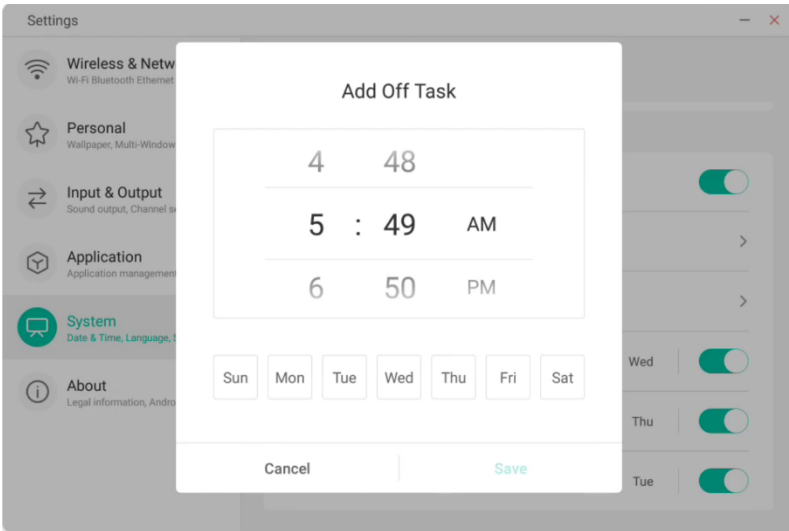 Settings
Wireless & Netw
Wi-Fi Bluetooth Ethernet
Personal
Wallpaper, Multi-Window
Input & Output
Sound output, Channel se
Application
Application management
System
Date & Time, Language, S
About
Legal information, Andro
Add Off Task
4 48
5 : 49 AM
6 50 PM
Sun Mon Tue Wed Thu Fri Sat
Cancel Save
Wed
Thu
Tue